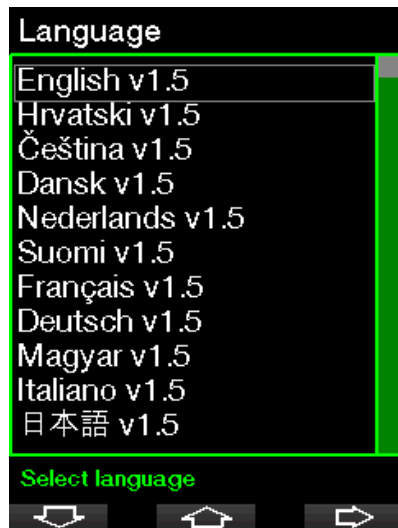 Language
English v1.5
Hrvatski v1.5
Čeština v1.5
Dansk v1.5
Nederlands v1.5
Suomi v1.5
Français v1.5
Deutsch v1.5
Magyar v1.5
Italiano v1.5
日本語 v1.5
Select language